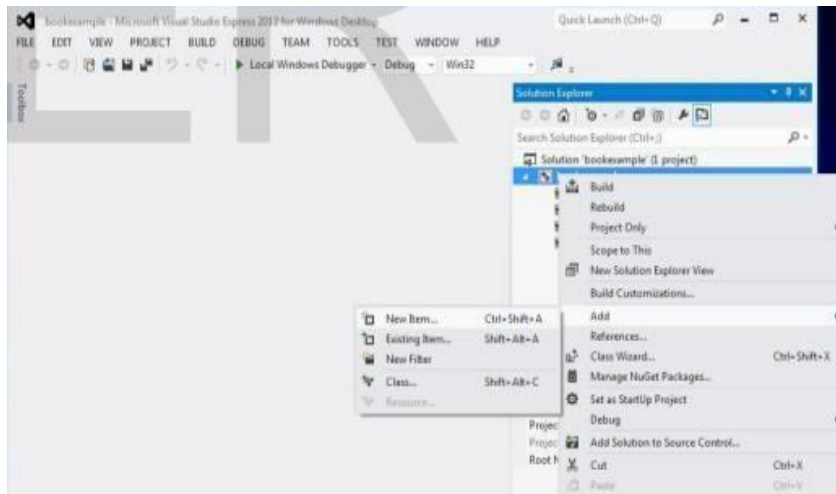 bookexample - Microsoft Visual Studio Express 2012 for Windows Desktop
Quick Launch (Ctrl+Q)
FILE EDIT VIEW PROJECT BUILD DEBUG TEAM TOOLS TEST WINDOW HELP
Local Windows Debugger Debug Win32
Toolbox
Solution Explorer
Search Solution Explorer (Ctrl+;)
Solution 'bookexample' (1 project)
Build
Rebuild
Project Only
Scope to This
New Solution Explorer View
Build Customizations...
Add
New Item... Ctrl+Shift+A
Existing Item... Shift+Alt+A
New Filter
Class... Shift+Alt+C
Resource...
References...
Class Wizard... Ctrl+Shift+X
Manage NuGet Packages...
Set as StartUp Project
Debug
Add Solution to Source Control...
Cut Ctrl+X
Paste Ctrl+V
Projec
Projec
Root N
ER